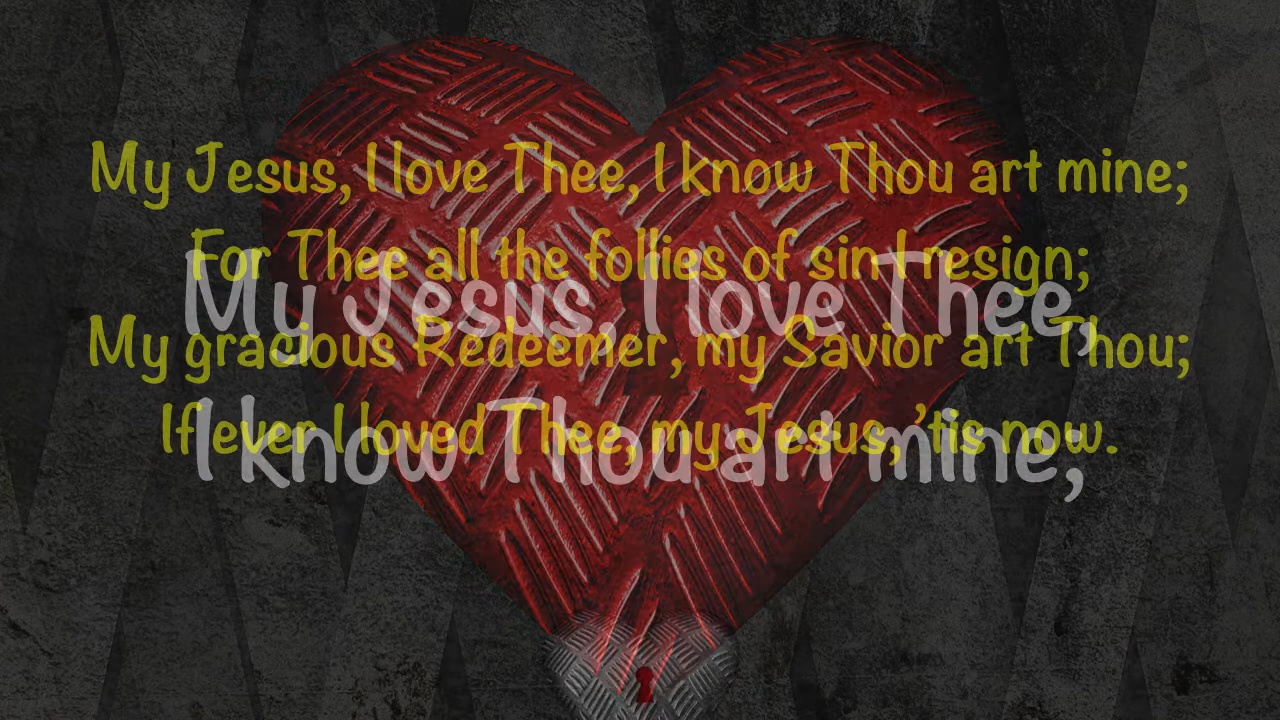 My Jesus, I love Thee, I know Thou art mine;
For Thee all the follies of sin I resign;
My gracious Redeemer, my Savior art Thou;
If ever I loved Thee, my Jesus, ’tis now.
My Jesus, I love Thee,
I know Thou art mine;